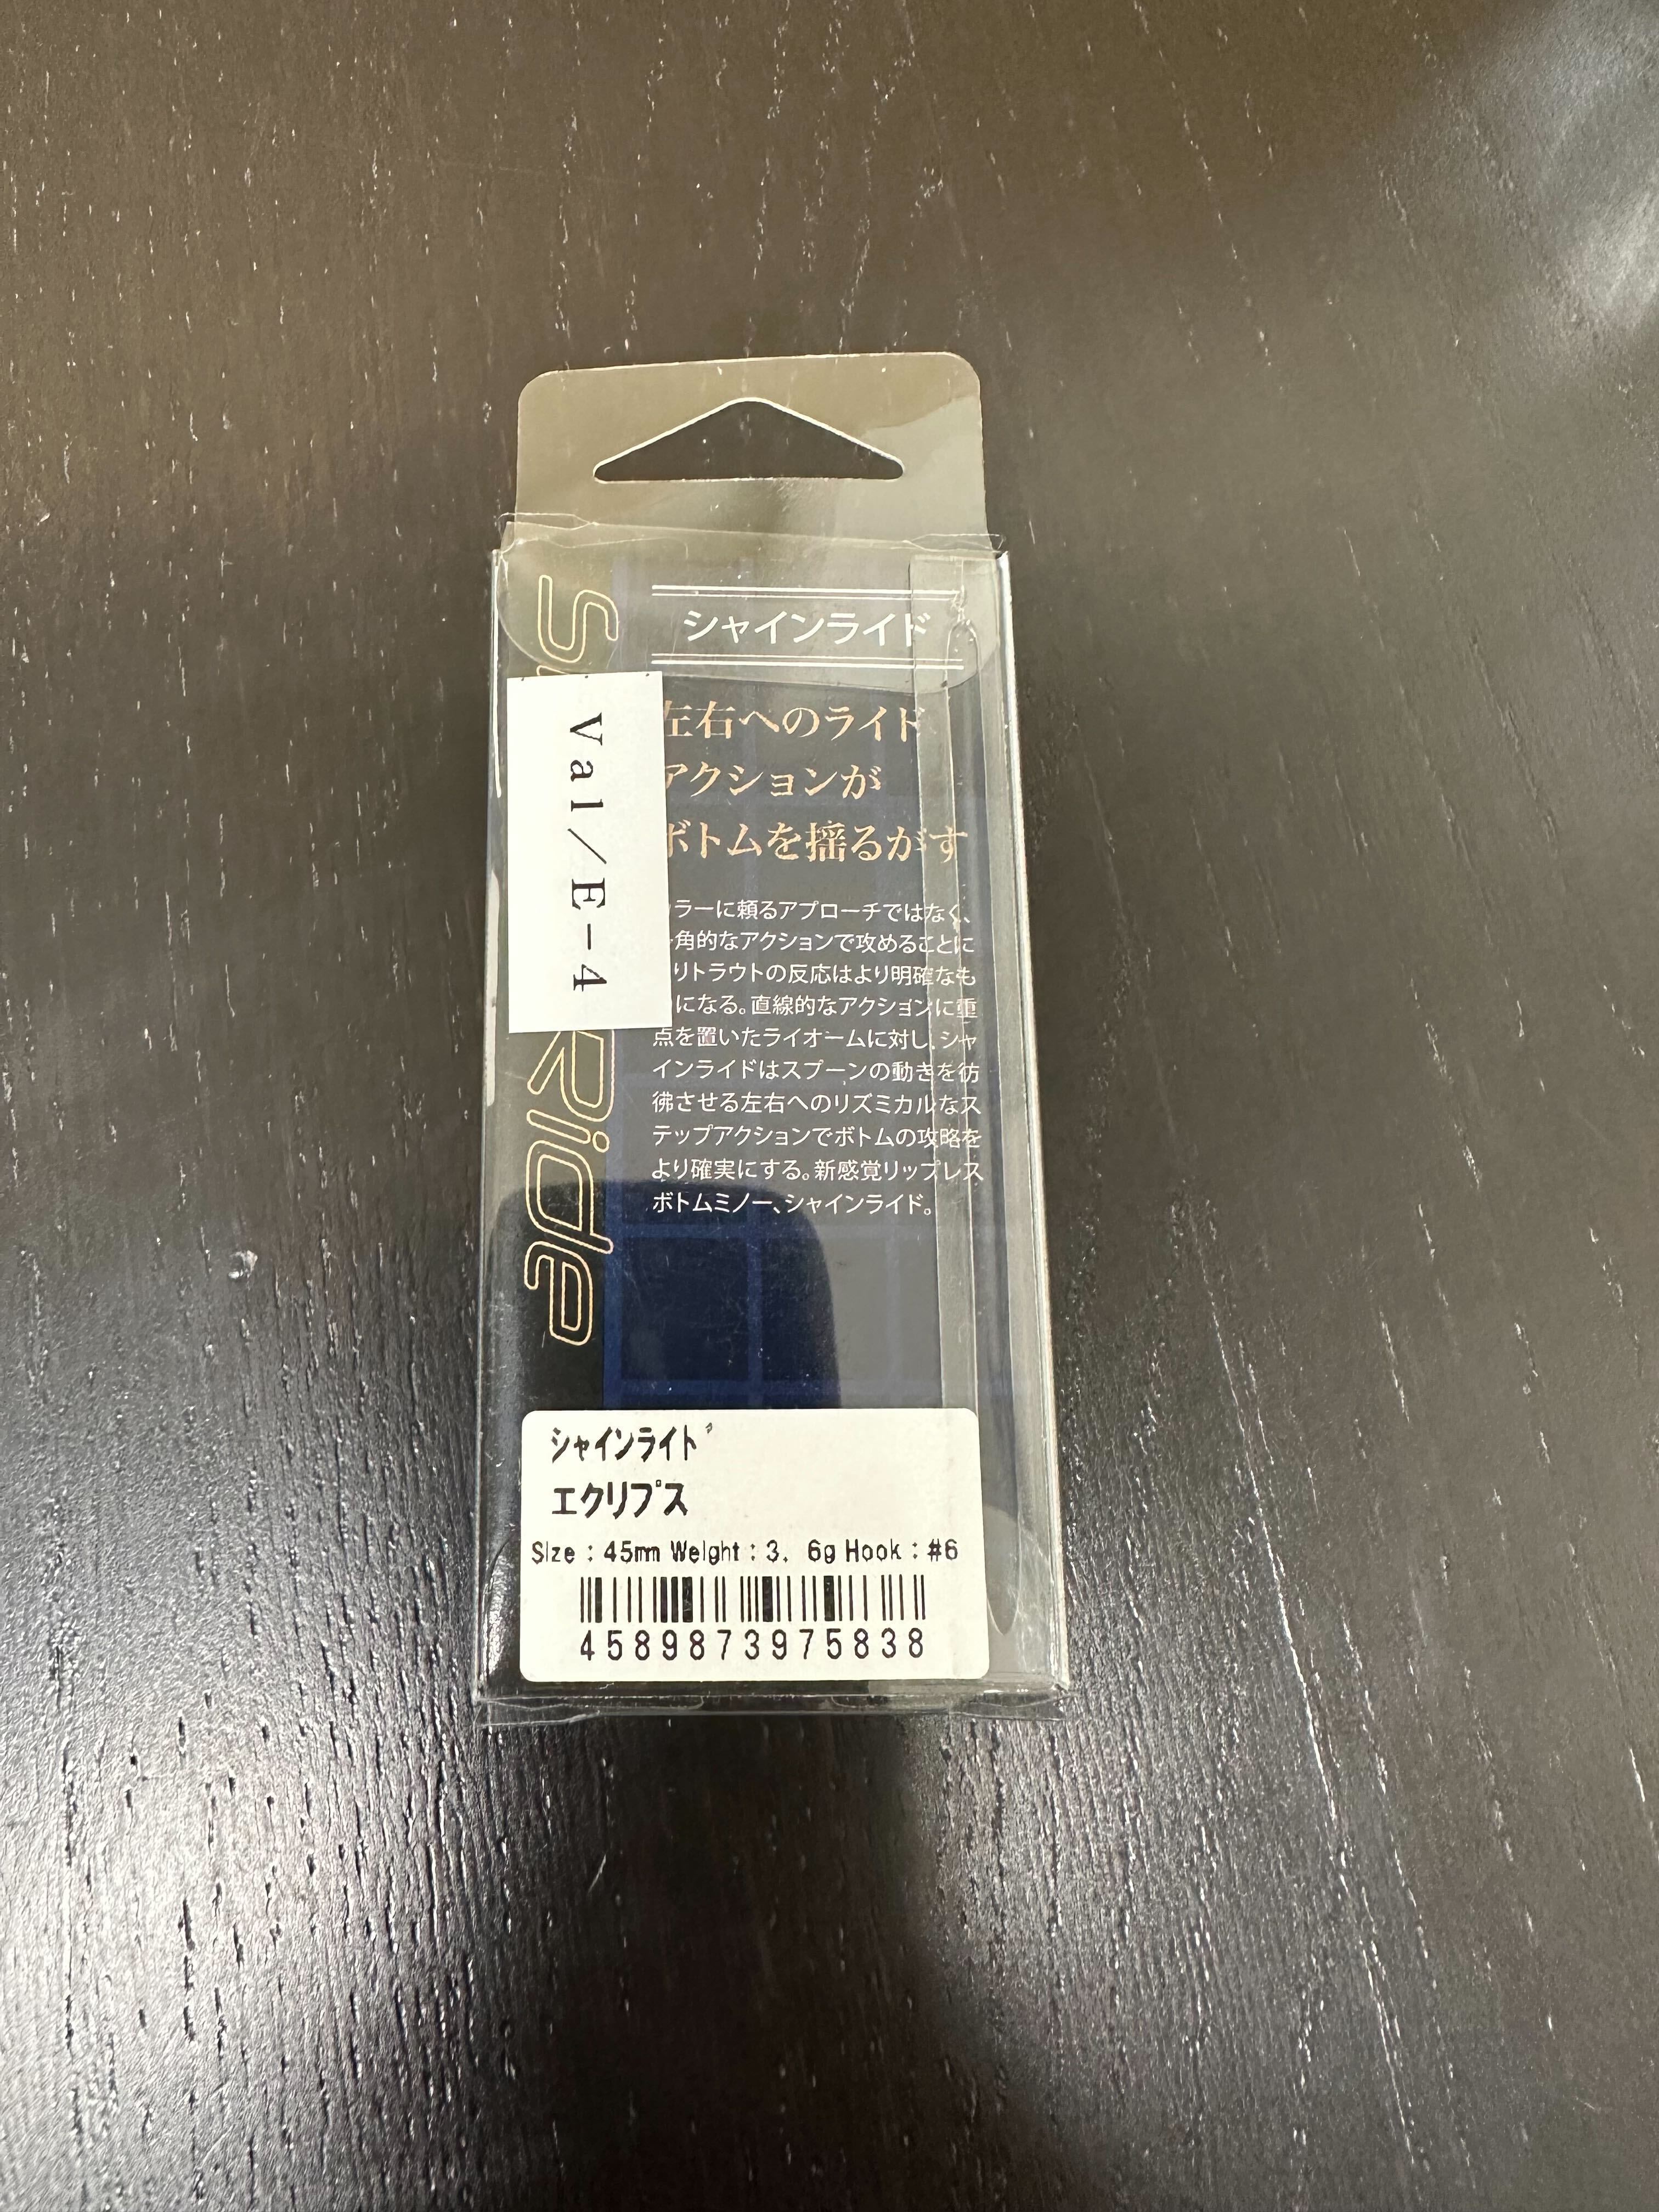 シャインライド
左右へのライド
アクションが
ボトムを揺るがす
ラーに頼るアプローチではなく、
角的なアクションで攻めることに
りトラウトの反応はより明確なも
になる。直線的なアクションに重
点を置いたライオームに対し、シャ
インライドはスプーンの動きを彷
彿させる左右へのリズミカルなス
テップアクションでボトムの攻略を
より確実にする。新感覚リップレス
ボトムミノー、シャインライド。
Val/E-4
Ride
シャインライド
エクリプス
Size : 45mm Weight : 3. 6g Hook : #6
4589873975838